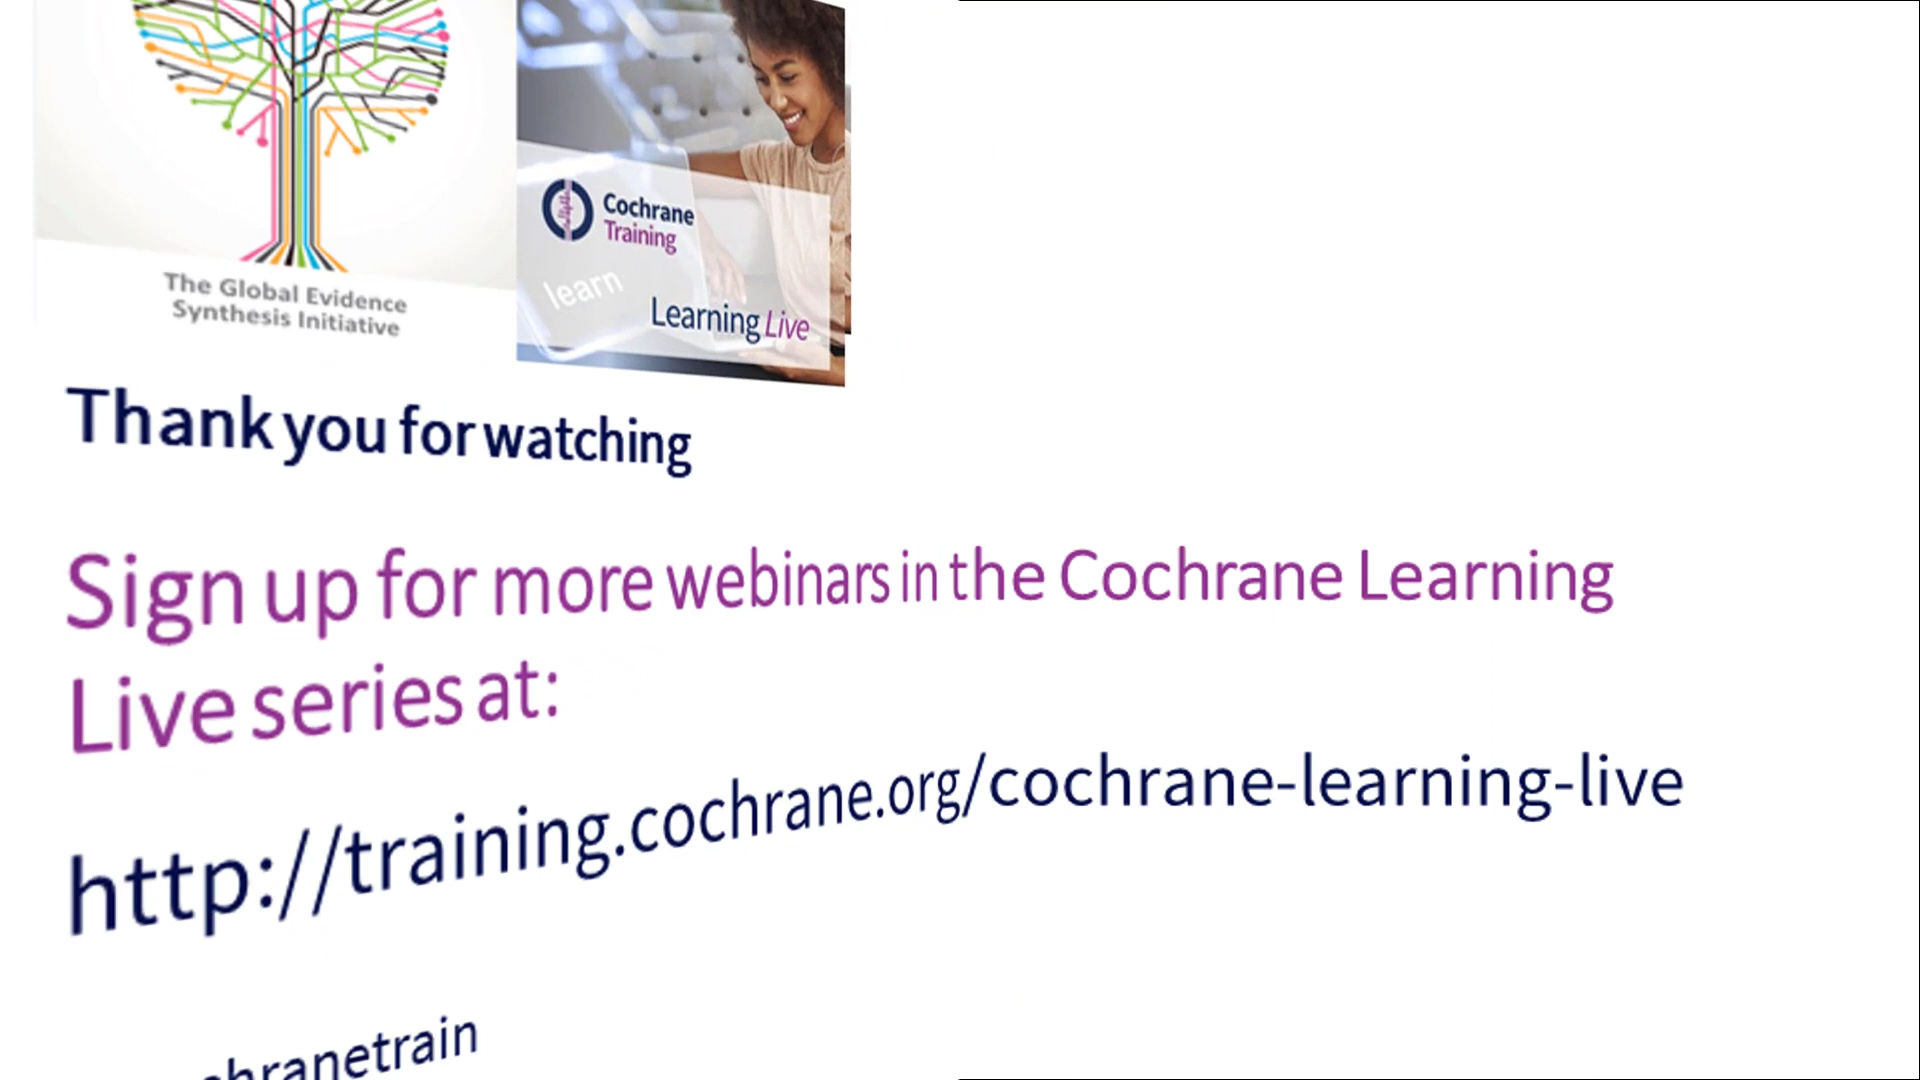 The Global Evidence
Synthesis Initiative
Cochrane
Training
learn
Learning Live
Thank you for watching
Sign up for more webinars in the Cochrane Learning
Live series at:
http://training.cochrane.org/cochrane-learning-live
chranetrain